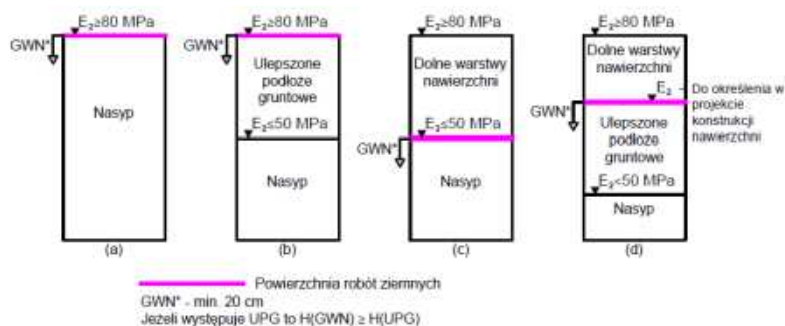 E₂≥80 MPa
GWN*
Nasyp
(a)
E₂≥80 MPa
GWN*
Ulepszone
podłoże
gruntowe
E₂≤50 MPa
Nasyp
(b)
E₂≥80 MPa
Dolne warstwy
nawierzchni
E₂≤50 MPa
GWN*
Nasyp
(c)
E₂≥80 MPa
Dolne warstwy
nawierzchni
E₂ - Do określenia w
projekcie
konstrukcji
nawierzchni
GWN*
Ulepszone
podłoże
gruntowe
E₂<50 MPa
Nasyp
(d)
Powierzchnia robót ziemnych
GWN* - min. 20 cm
Jeżeli występuje UPG to H(GWN) ≥ H(UPG)